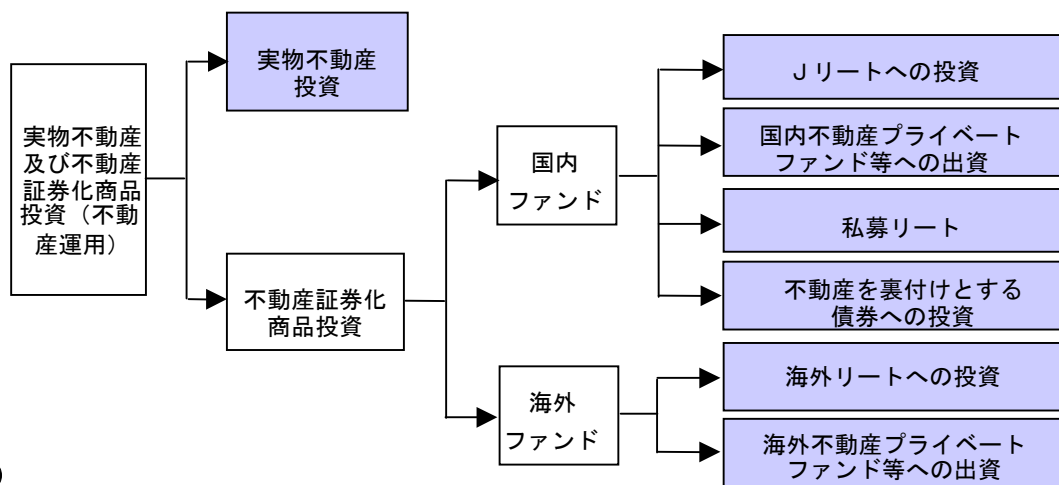 実物不動産
及び不動産
証券化商品
投資（不動
産運用）
実物不動産
投資
不動産証券化
商品投資
国内
ファンド
海外
ファンド
Ｊリートへの投資
国内不動産プライベート
ファンド等への出資
私募リート
不動産を裏付けとする
債券への投資
海外リートへの投資
海外不動産プライベート
ファンド等への出資
）